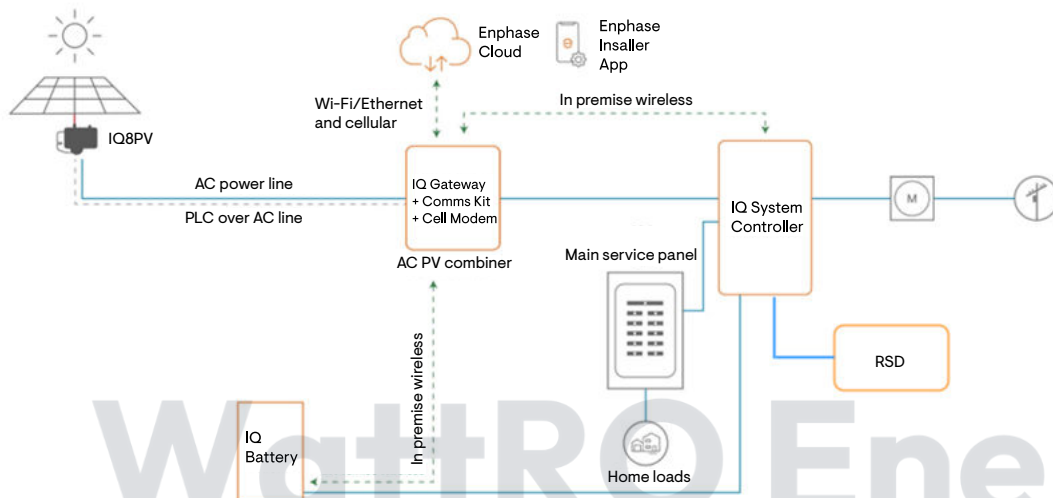 Enphase
Cloud
Enphase
Insaller
App
Wi-Fi/Ethernet
and cellular
In premise wireless
IQ8PV
AC power line
PLC over AC line
IQ Gateway
+ Comms Kit
+ Cell Modem
AC PV combiner
IQ System
Controller
M
Main service panel
RSD
In premise wireless
IQ
Battery
Home loads
WattRO Ene